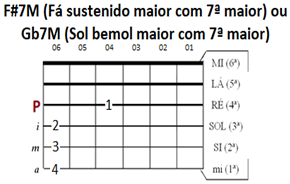 F#7M (Fá sustenido maior com 7ª maior) ou
Gb7M (Sol bemol maior com 7ª maior)
06 05 04 03 02 01
MI (6ª)
LÁ (5ª)
P 1 RÉ (4ª)
i 2 SOL (3ª)
m 3 SI (2ª)
a 4 mi (1ª)